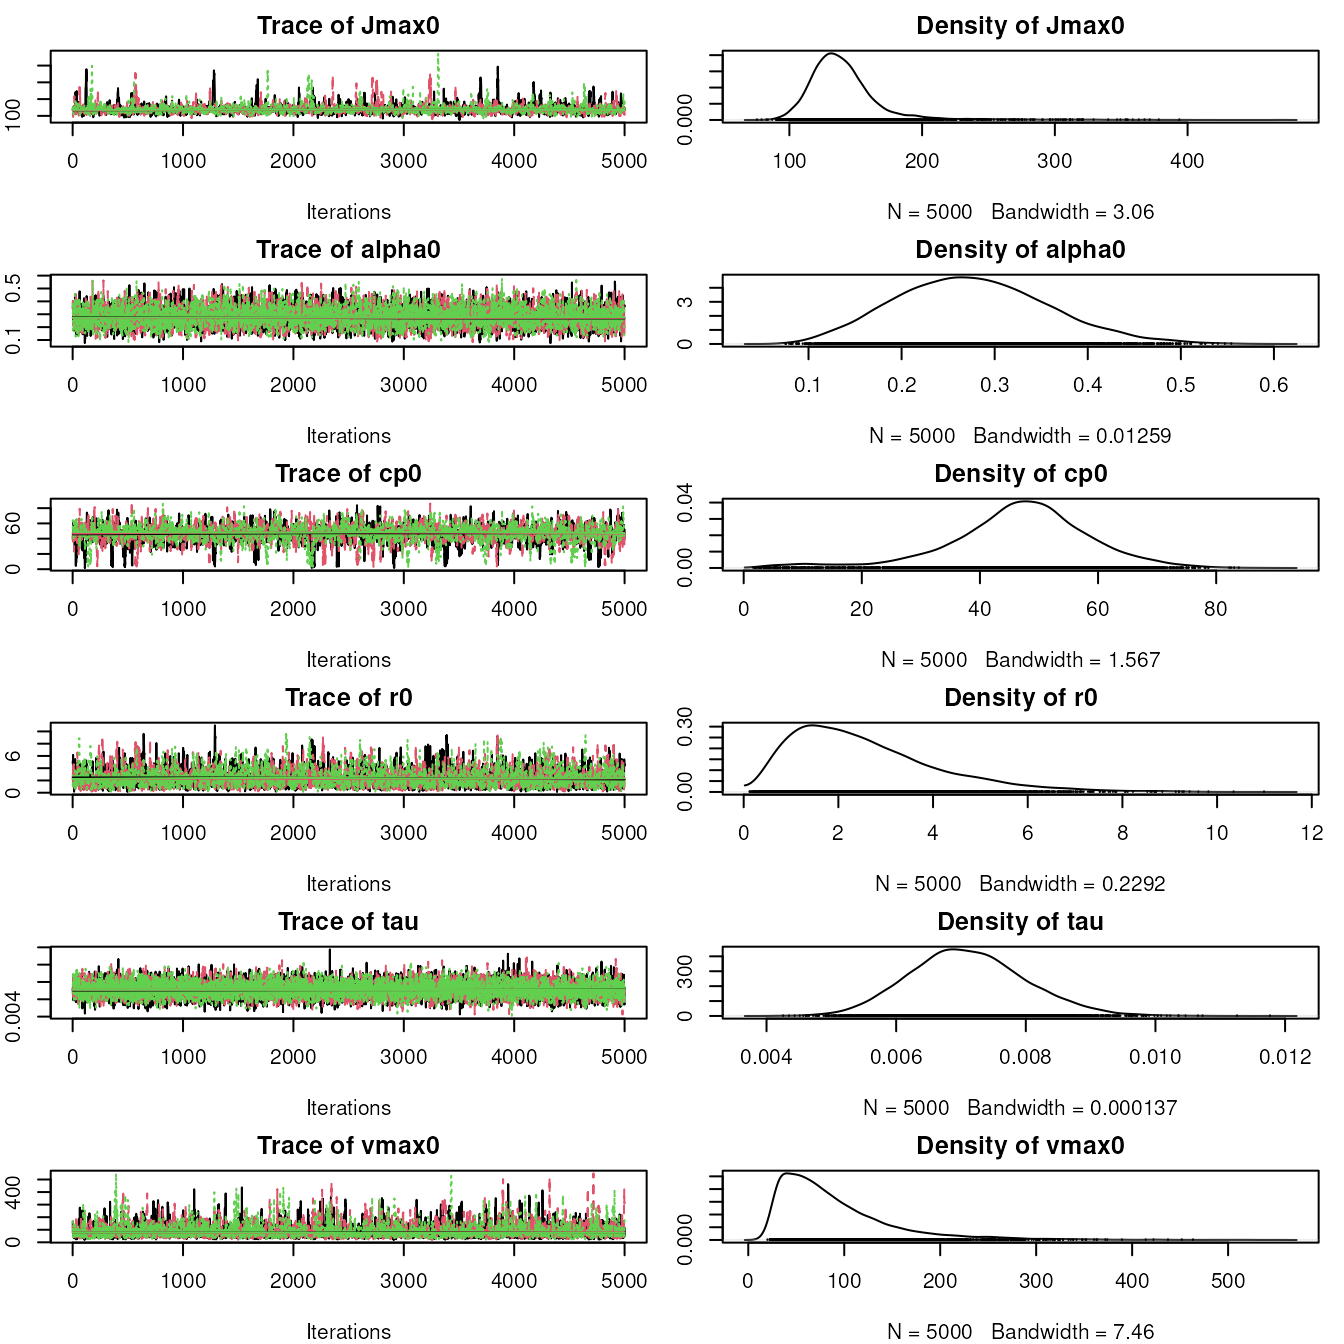 Trace of Jmax0
Density of Jmax0
100
0 1000 2000 3000 4000 5000
Iterations
0.000
100 200 300 400
N = 5000 Bandwidth = 3.06
Trace of alpha0
Density of alpha0
0.1 0.5
0 1000 2000 3000 4000 5000
Iterations
0 3
0.1 0.2 0.3 0.4 0.5 0.6
N = 5000 Bandwidth = 0.01259
Trace of cp0
Density of cp0
0 60
0 1000 2000 3000 4000 5000
Iterations
0.00 0.04
0 20 40 60 80
N = 5000 Bandwidth = 1.567
Trace of r0
Density of r0
0 6
0 1000 2000 3000 4000 5000
Iterations
0.00 0.30
0 2 4 6 8 10 12
N = 5000 Bandwidth = 0.2292
Trace of tau
Density of tau
0.004
0 1000 2000 3000 4000 5000
Iterations
0 300
0.004 0.006 0.008 0.010 0.012
N = 5000 Bandwidth = 0.000137
Trace of vmax0
Density of vmax0
0 400
0 1000 2000 3000 4000 5000
Iterations
0.000
0 100 200 300 400 500
N = 5000 Bandwidth = 7.46